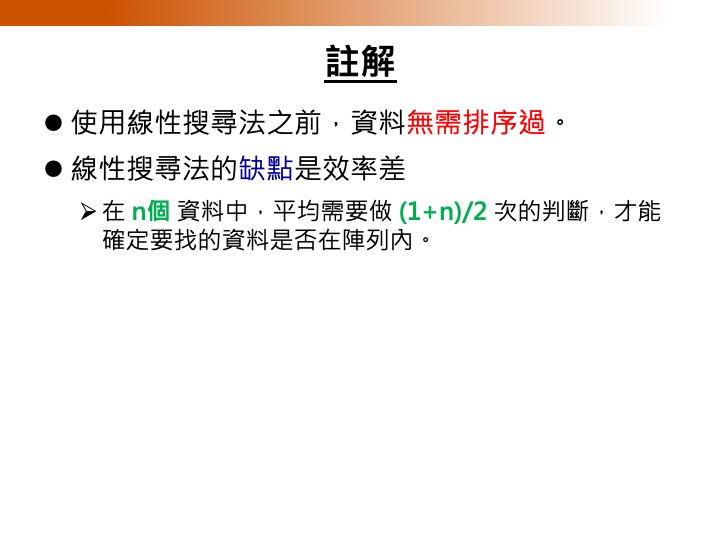 註解
● 使用線性搜尋法之前，資料無需排序過。
● 線性搜尋法的缺點是效率差
➢ 在 n個 資料中，平均需要做 (1+n)/2 次的判斷，才能
確定要找的資料是否在陣列內。